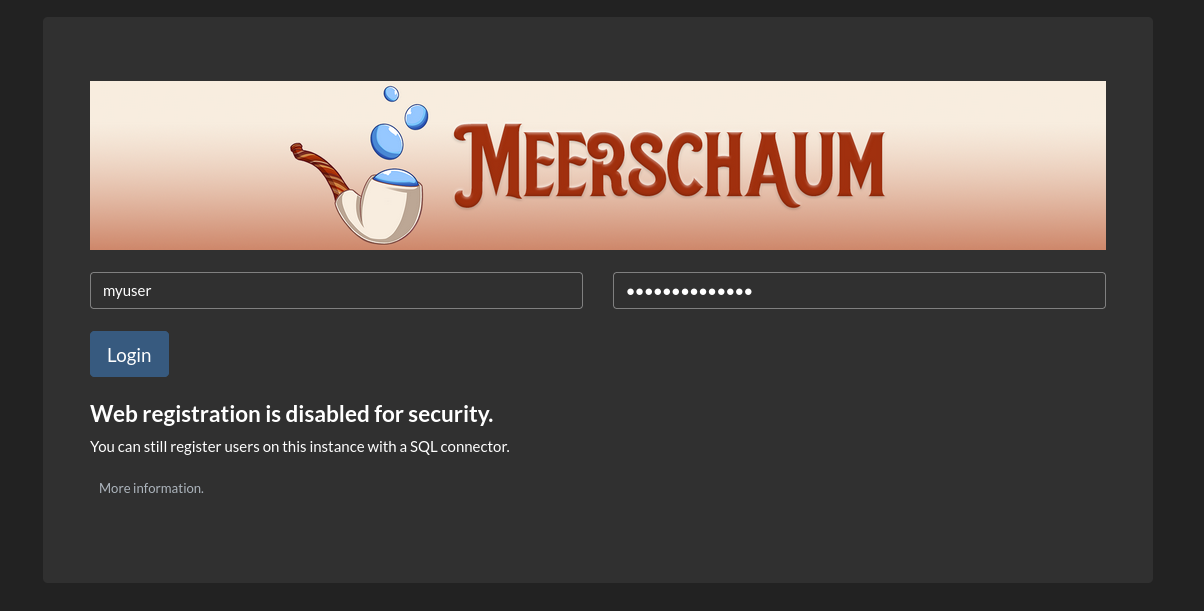 MEERSCHAUM
myuser
••••••••••••••
Login
Web registration is disabled for security.
You can still register users on this instance with a SQL connector.
More information.